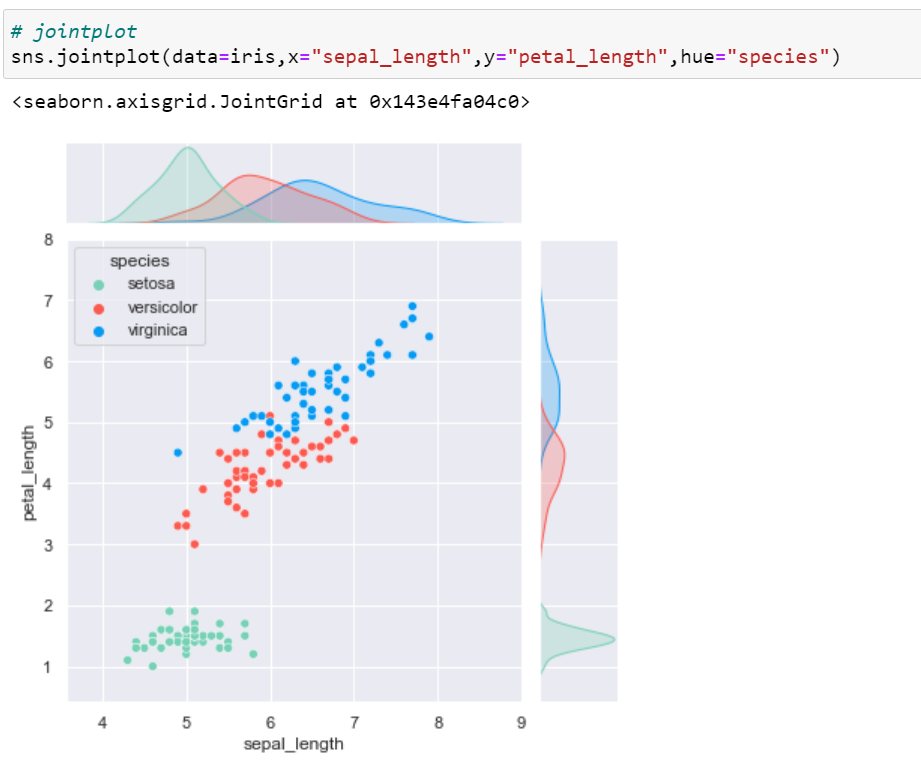 # jointplot
sns.jointplot(data=iris,x="sepal_length",y="petal_length",hue="species")
<seaborn.axisgrid.JointGrid at 0x143e4fa04c0>
8
species
setosa
versicolor
virginica
7
6
5
4
3
2
1
petal_length
4 5 6 7 8 9
sepal_length